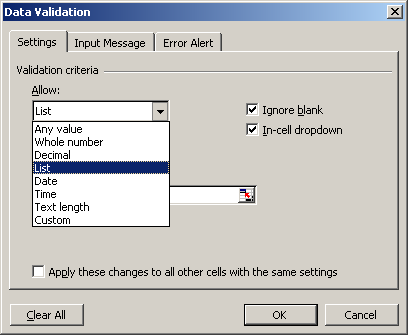 Data Validation
Settings
Input Message
Error Alert
Validation criteria
Allow:
List
Ignore blank
Any value
Whole number
In-cell dropdown
Decimal
List
Date
Time
Text length
Custom
Apply these changes to all other cells with the same settings
Clear All
OK
Cancel